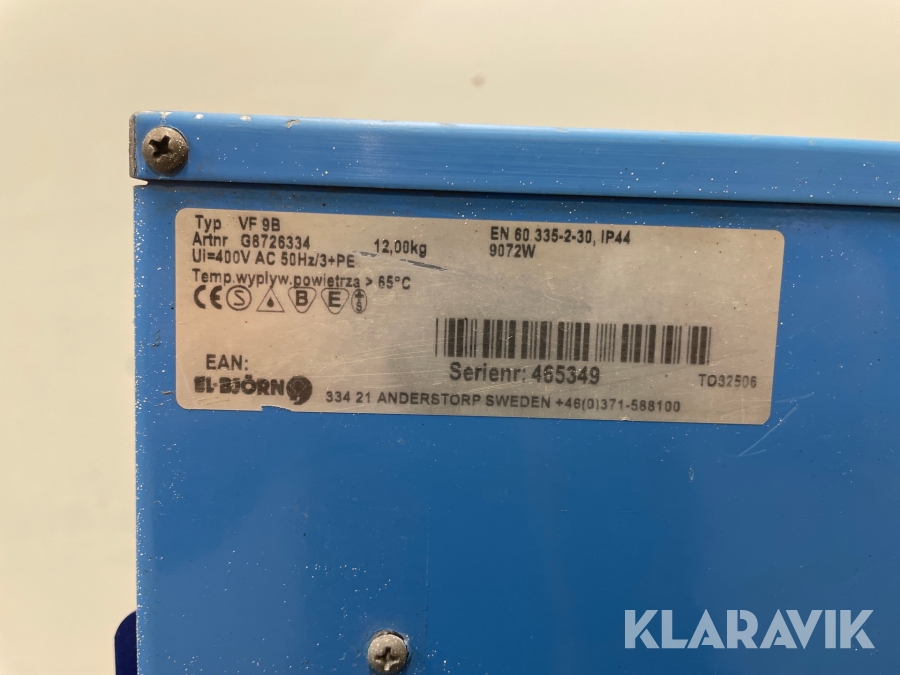 Typ VF 9B
Artnr G8726334 12,00kg
Ui=400V AC 50Hz/3+PE
EN 60 335-2-30, IP44
9072W
Temp.wyplyw.powietrza > 65°C
CE S B E S
EAN:
EL-BJÖRN
Serienr: 465349
TO32506
334 21 ANDERSTORP SWEDEN +46(0)371-588100
KLARAVIK